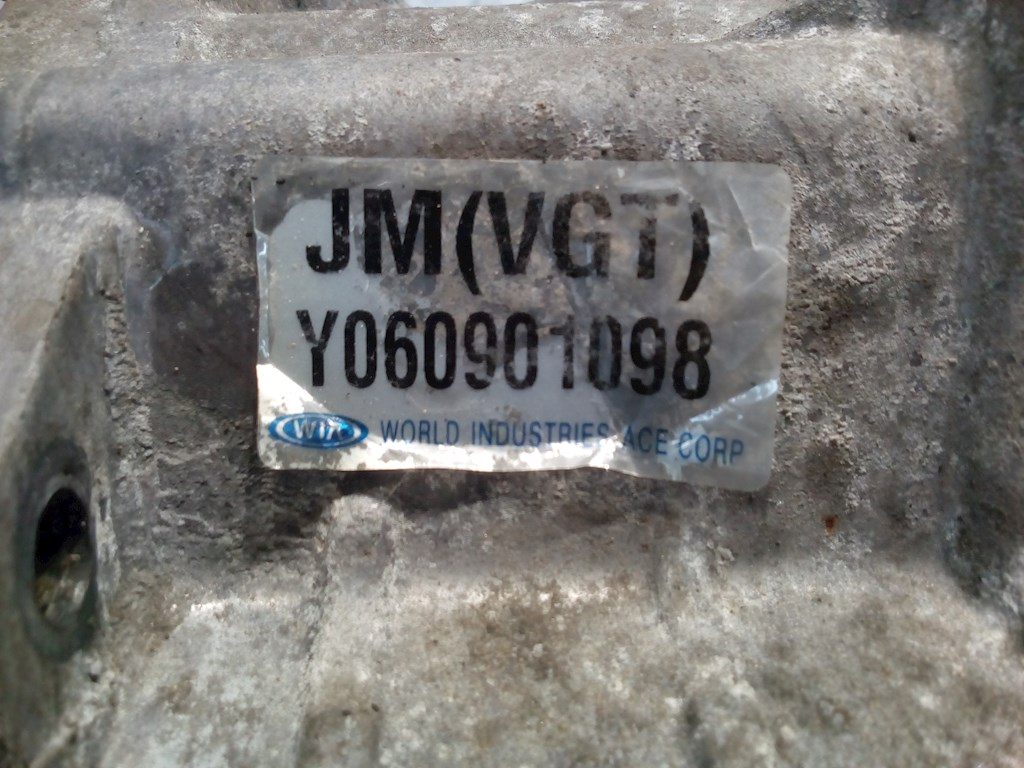 JM(VGT)
Y060901098
WIA WORLD INDUSTRIES ACE CORP